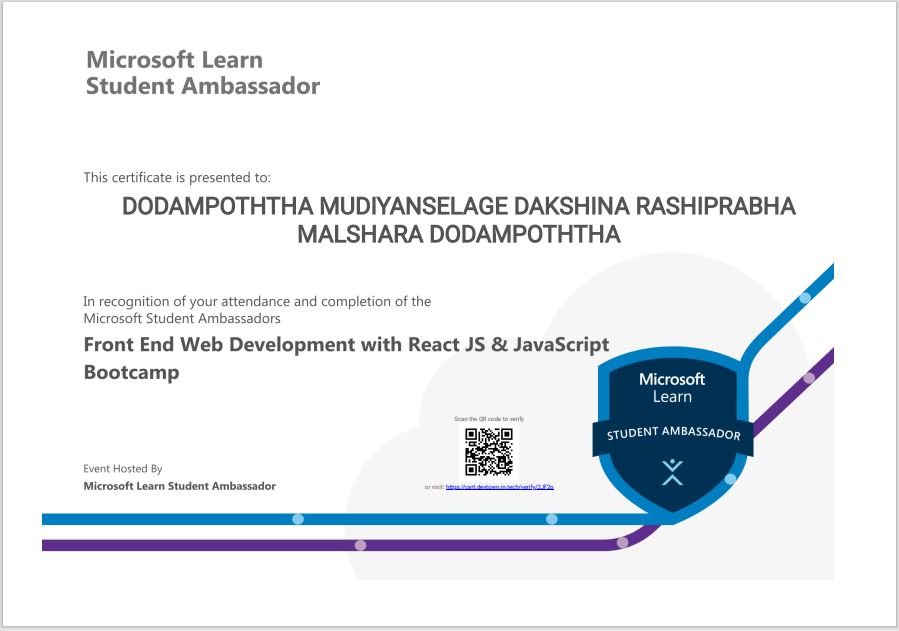 Microsoft Learn
Student Ambassador
This certificate is presented to:
DODAMPOTHTHA MUDIYANSELAGE DAKSHINA RASHIPRABHA
MALSHARA DODAMPOTHTHA
In recognition of your attendance and completion of the
Microsoft Student Ambassadors
Front End Web Development with React JS & JavaScript
Bootcamp
Scan the QR code to verify
Event Hosted By
Microsoft Learn Student Ambassador
or visit: https://cert.devtown.in.tech/verify/2JF2q
Microsoft
Learn
STUDENT AMBASSADOR